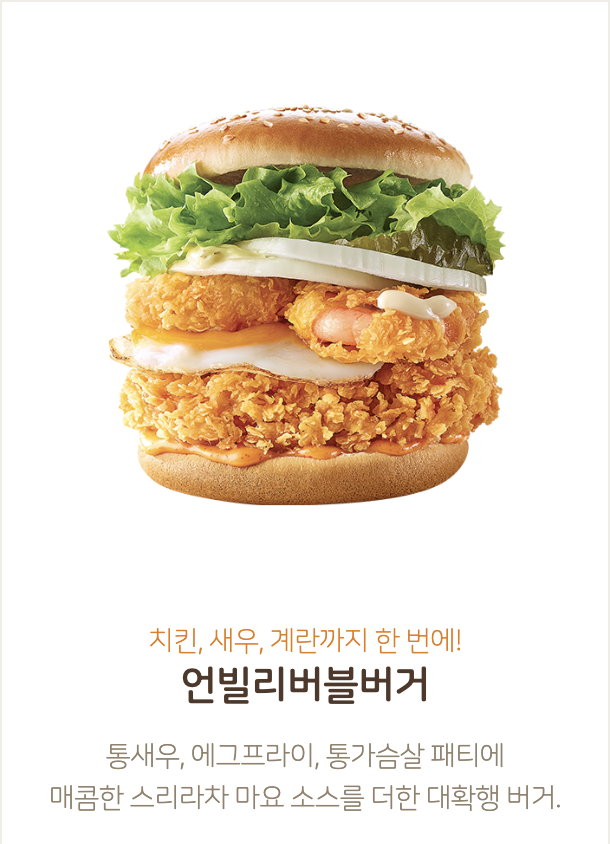 치킨, 새우, 계란까지 한 번에!
언빌리버블버거
통새우, 에그프라이, 통가슴살 패티에
매콤한 스리라차 마요 소스를 더한 대확행 버거.